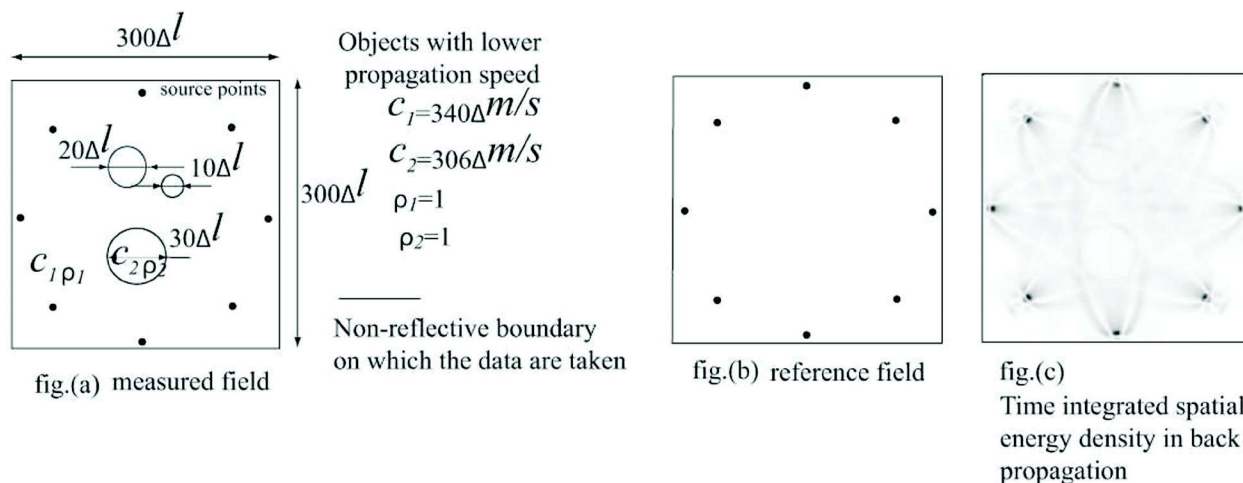 300Δl
source points
20Δl
10Δl
300Δl
30Δl
c1ρ1
c2ρ2
fig.(a) measured field
Objects with lower
propagation speed
c1=340Δm/s
c2=306Δm/s
ρ1=1
ρ2=1
Non-reflective boundary
on which the data are taken
fig.(b) reference field
fig.(c)
Time integrated spatial
energy density in back
propagation